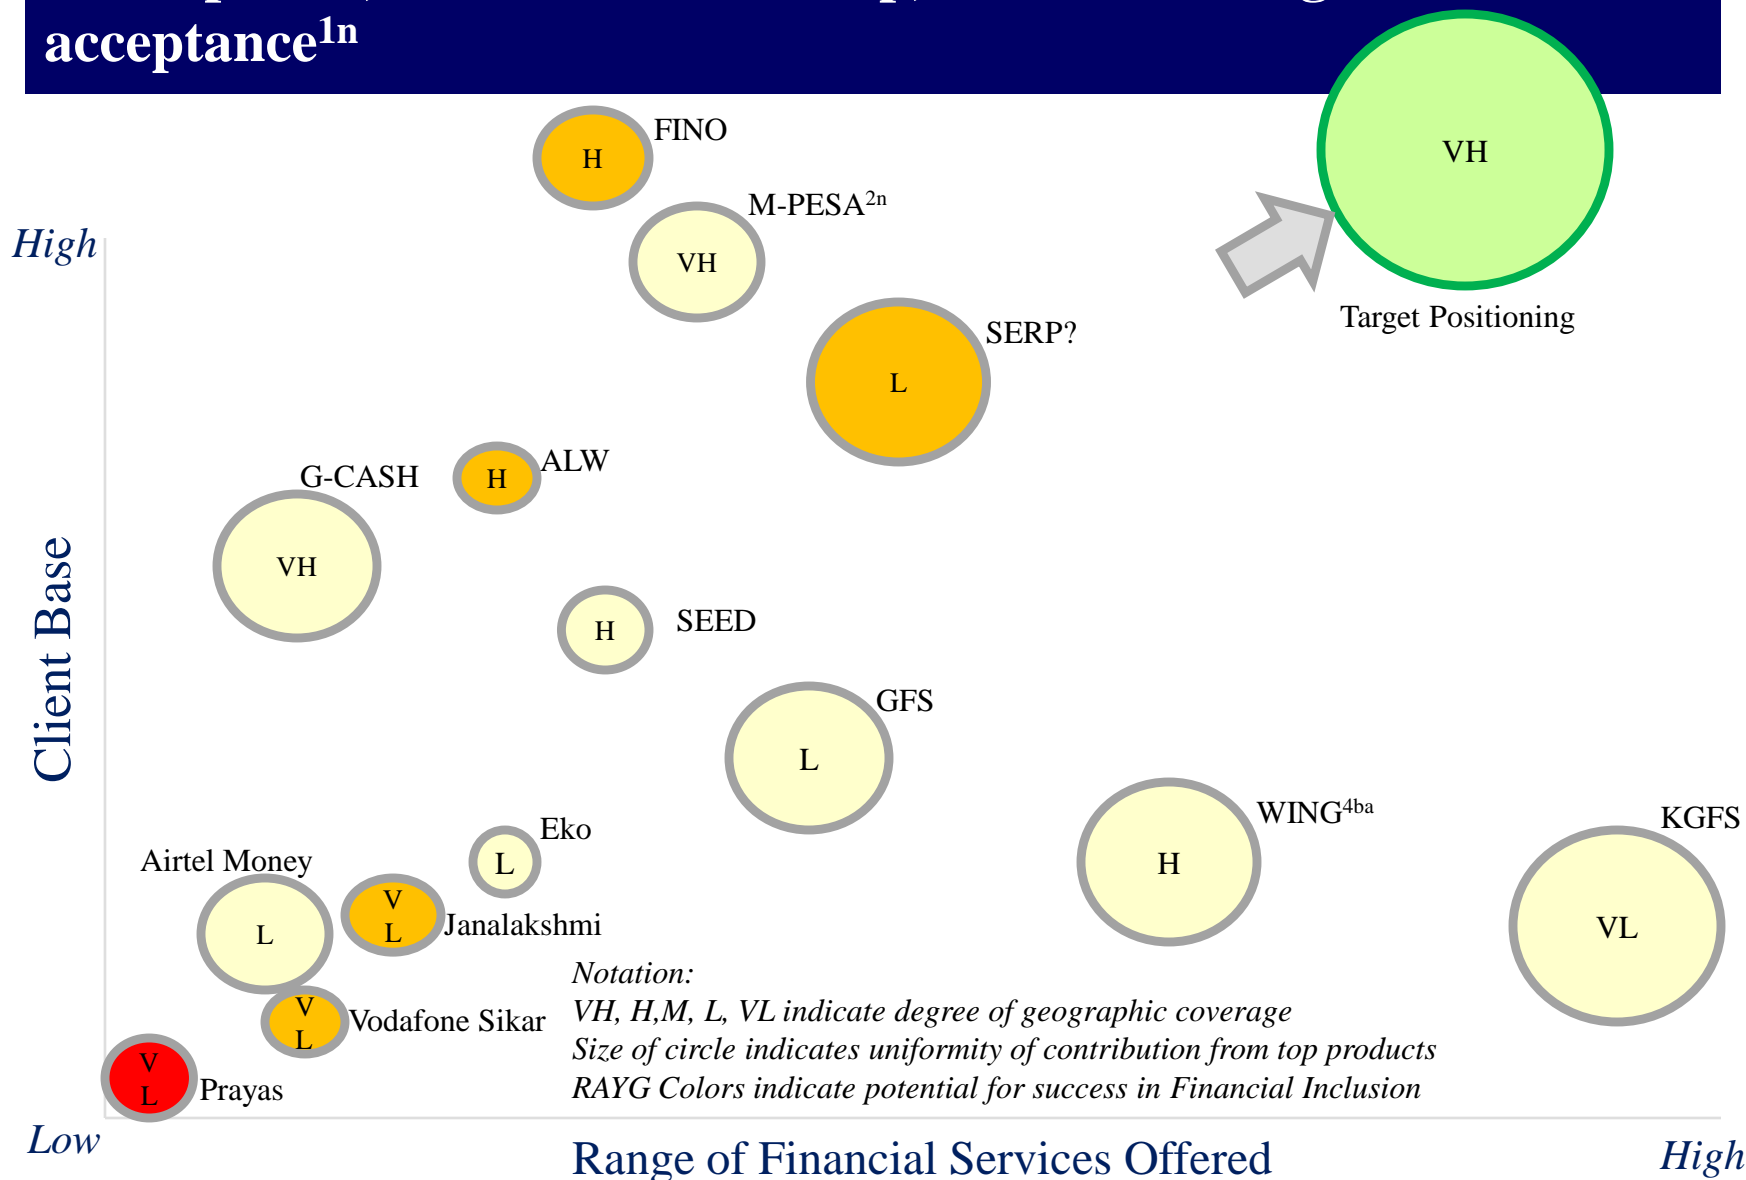 acceptance1n
FINO
H
VH
M-PESA2n
High
VH
SERP?
Target Positioning
L
ALW
G-CASH
H
VH
SEED
H
GFS
L
Client Base
WING4ba
KGFS
Eko
Airtel Money
L
H
V
L
Janalakshmi
L
VL
Notation:
V
L
Vodafone Sikar
VH, H,M, L, VL indicate degree of geographic coverage
Size of circle indicates uniformity of contribution from top products
V
L
Prayas
RAYG Colors indicate potential for success in Financial Inclusion
Low
Range of Financial Services Offered
High